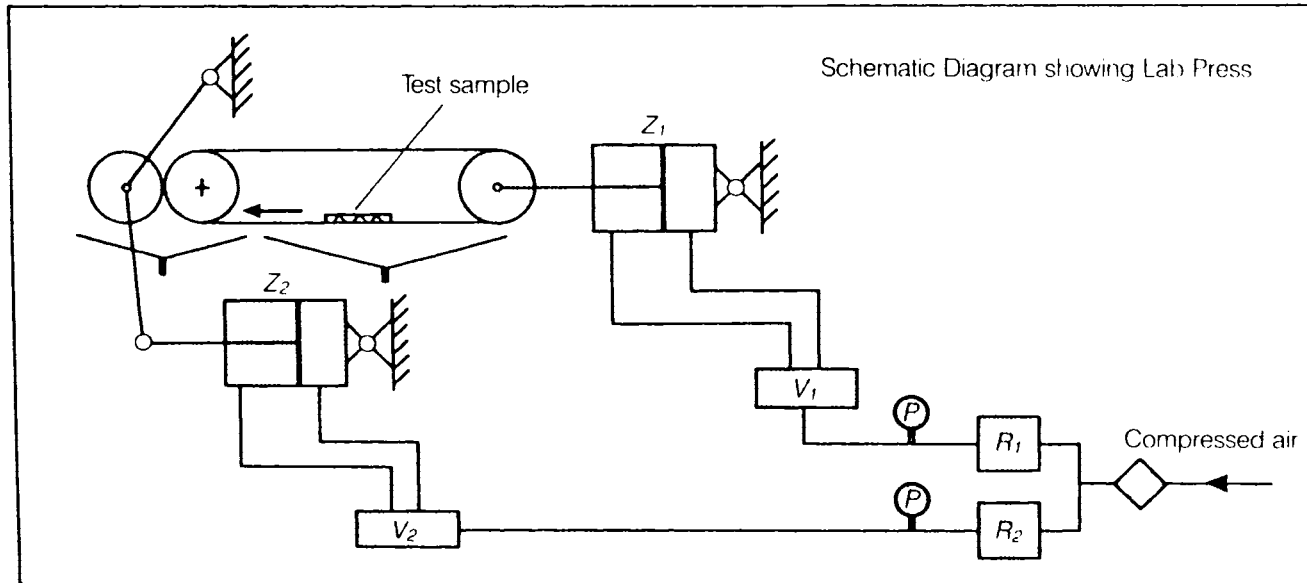 Schematic Diagram showing Lab Press
Test sample
Z1
Z2
V1
P
R1
Compressed air
P
V2
R2